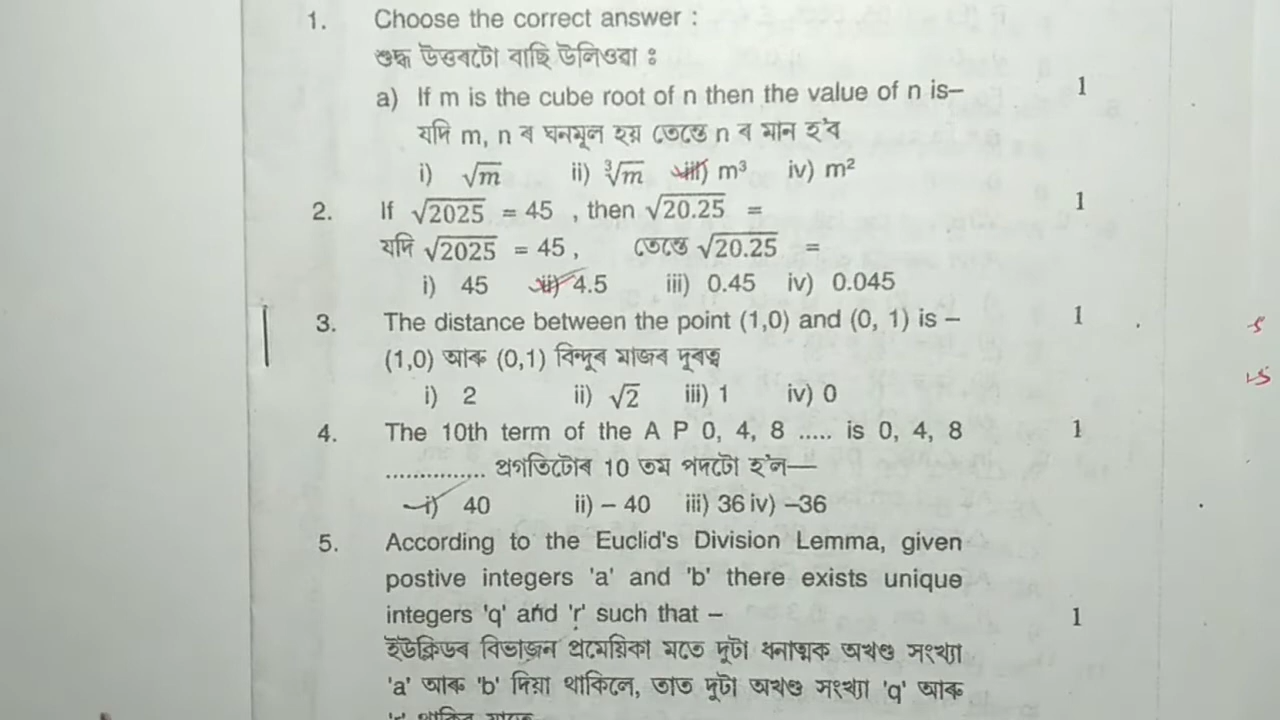 1. Choose the correct answer :
শুদ্ধ উত্তৰটো বাছি উলিওৱা ঃ
a) If m is the cube root of n then the value of n is– 1
যদি m, n ৰ ঘনমূল হয় তেন্তে n ৰ মান হ'ব
i) √m ii) ∛m iii) m³ iv) m²
2. If √2025 = 45 , then √20.25 = 1
যদি √2025 = 45 , তেন্তে √20.25 =
i) 45 ii) 4.5 iii) 0.45 iv) 0.045
3. The distance between the point (1,0) and (0, 1) is – 1
(1,0) আৰু (0,1) বিন্দুৰ মাজৰ দূৰত্ব
i) 2 ii) √2 iii) 1 iv) 0
4. The 10th term of the A P 0, 4, 8 ..... is 0, 4, 8 1
.............. প্ৰগতিটোৰ 10 তম পদটো হ'ল—
i) 40 ii) – 40 iii) 36 iv) –36
5. According to the Euclid's Division Lemma, given
postive integers 'a' and 'b' there exists unique
integers 'q' and 'r' such that – 1
ইউক্লিডৰ বিভাজন প্ৰমেয়িকা মতে দুটা ধনাত্মক অখণ্ড সংখ্যা
'a' আৰু 'b' দিয়া থাকিলে, তাত দুটা অখণ্ড সংখ্যা 'q' আৰু